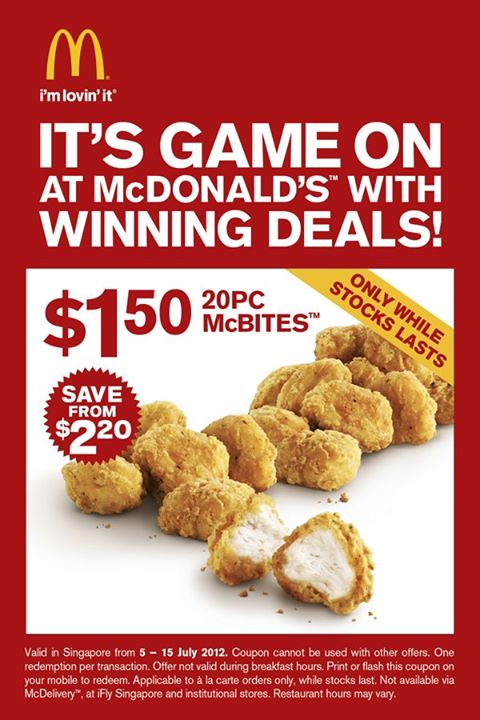 i'm lovin' it®
IT'S GAME ON
AT McDONALD'S™ WITH
WINNING DEALS!
$1⁵⁰ 20PC
McBITES™
ONLY WHILE
STOCKS LASTS
SAVE
FROM
$2²⁰
Valid in Singapore from 5 – 15 July 2012. Coupon cannot be used with other offers. One
redemption per transaction. Offer not valid during breakfast hours. Print or flash this coupon on
your mobile to redeem. Applicable to à la carte orders only, while stocks last. Not available via
McDelivery™, at iFly Singapore and institutional stores. Restaurant hours may vary.